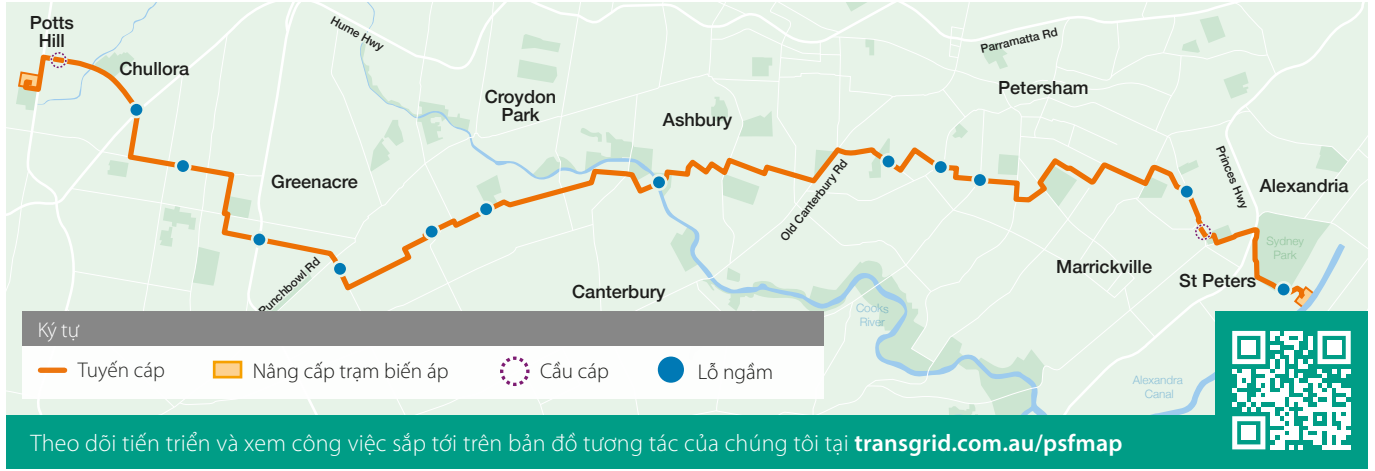 Potts
Hill
Hume Hwy
Parramatta Rd
Chullora
Petersham
Croydon
Park
Ashbury
Princes Hwy
Greenacre
Alexandria
Old Canterbury Rd
Sydney
Park
Punchbowl Rd
Marrickville
St Peters
Canterbury
Cooks
River
Ký tự
Tuyến cáp
Nâng cấp trạm biến áp
Cầu cáp
Lỗ ngầm
Alexandra
Canal
Theo dõi tiến triển và xem công việc sắp tới trên bản đồ tương tác của chúng tôi tại transgrid.com.au/psfmap